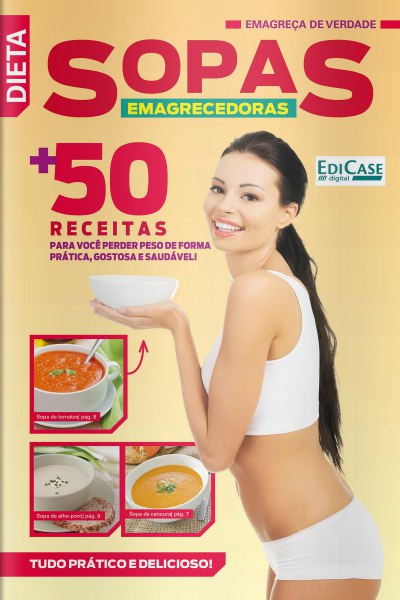 DIETA
EMAGREÇA DE VERDADE
SOPAS
EMAGRECEDORAS
+50
RECEITAS
PARA VOCÊ PERDER PESO DE FORMA
PRÁTICA, GOSTOSA E SAUDÁVEL!
EDICASE
digital
Sopa de tomates| pág. 8
Sopa de alho-poró| pág. 9
Sopa de cenoura| pág. 7
TUDO PRÁTICO E DELICIOSO!